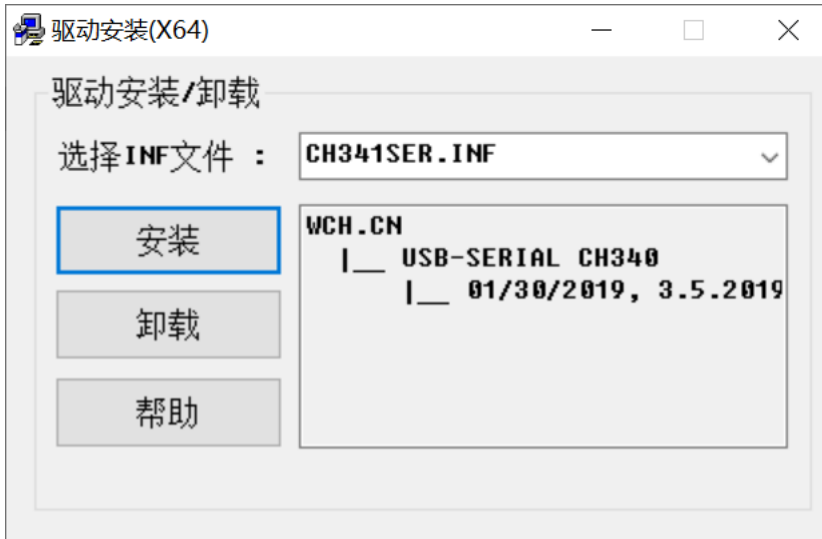 驱动安装(X64)
驱动安装/卸载
选择INF文件 : CH341SER.INF
安装
WCH.CN
|__ USB-SERIAL CH340
|__ 01/30/2019, 3.5.2019
卸载
帮助